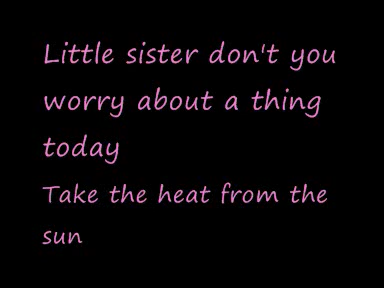 Little sister don't you
worry about a thing
today
Take the heat from the
sun